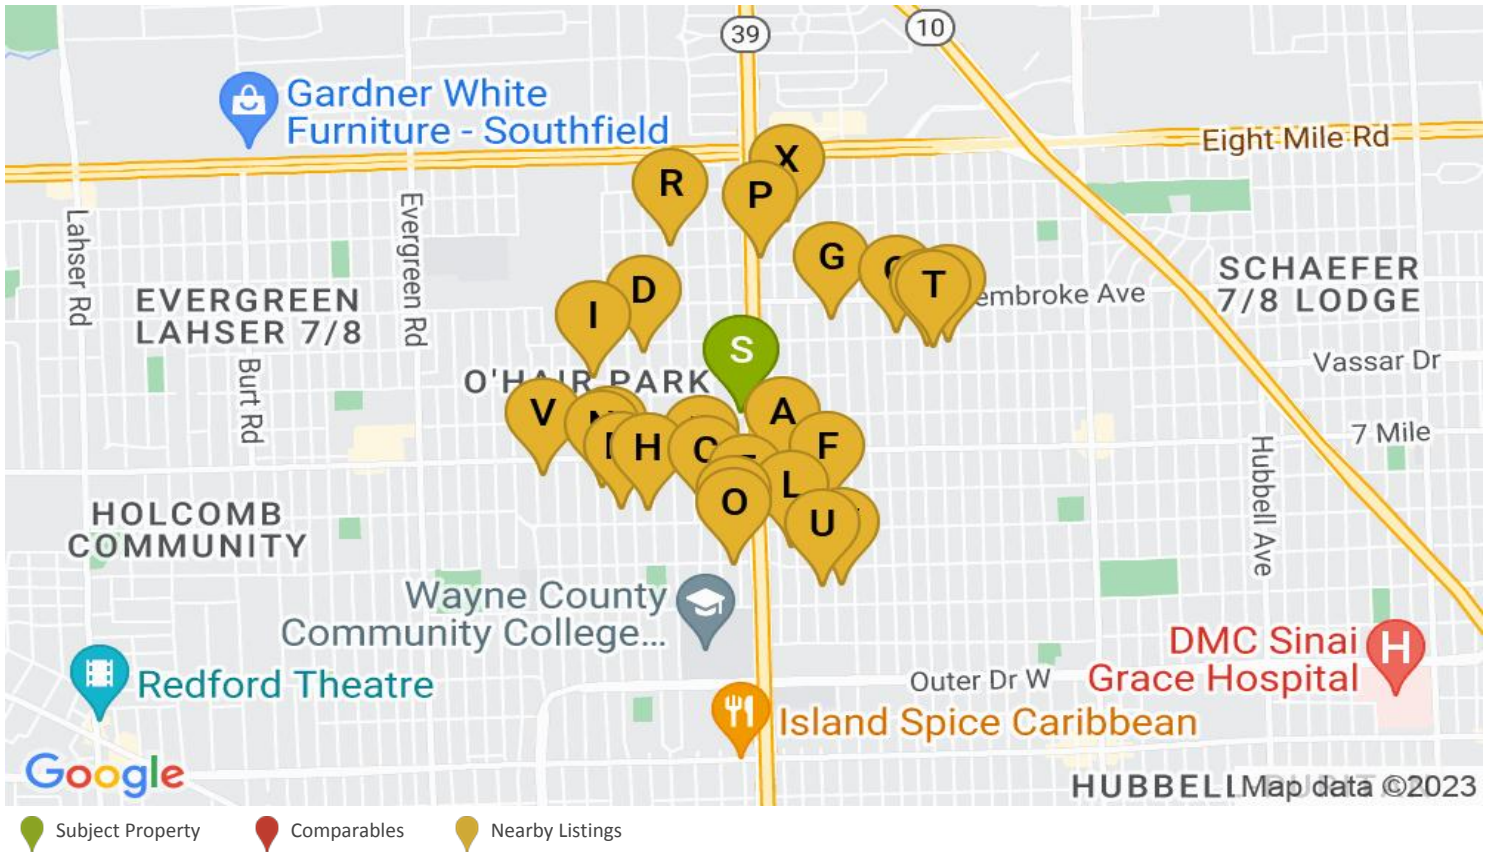 39
10
Gardner White
Furniture - Southfield
Eight Mile Rd
X
R
P
Lahser Rd
Evergreen Rd
G
T
D
I
embroke Ave
SCHAEFER
7/8 LODGE
EVERGREEN
LAHSER 7/8
S
Vassar Dr
Burt Rd
O'HAIR PARK
V
A
H
F
7 Mile
L
O
U
Hubbell Ave
HOLCOMB
COMMUNITY
Wayne County
Community College...
DMC Sinai
Grace Hospital
H
Redford Theatre
Outer Dr W
Island Spice Caribbean
Google
HUBBELL
Map data ©2023
Subject Property
Comparables
Nearby Listings